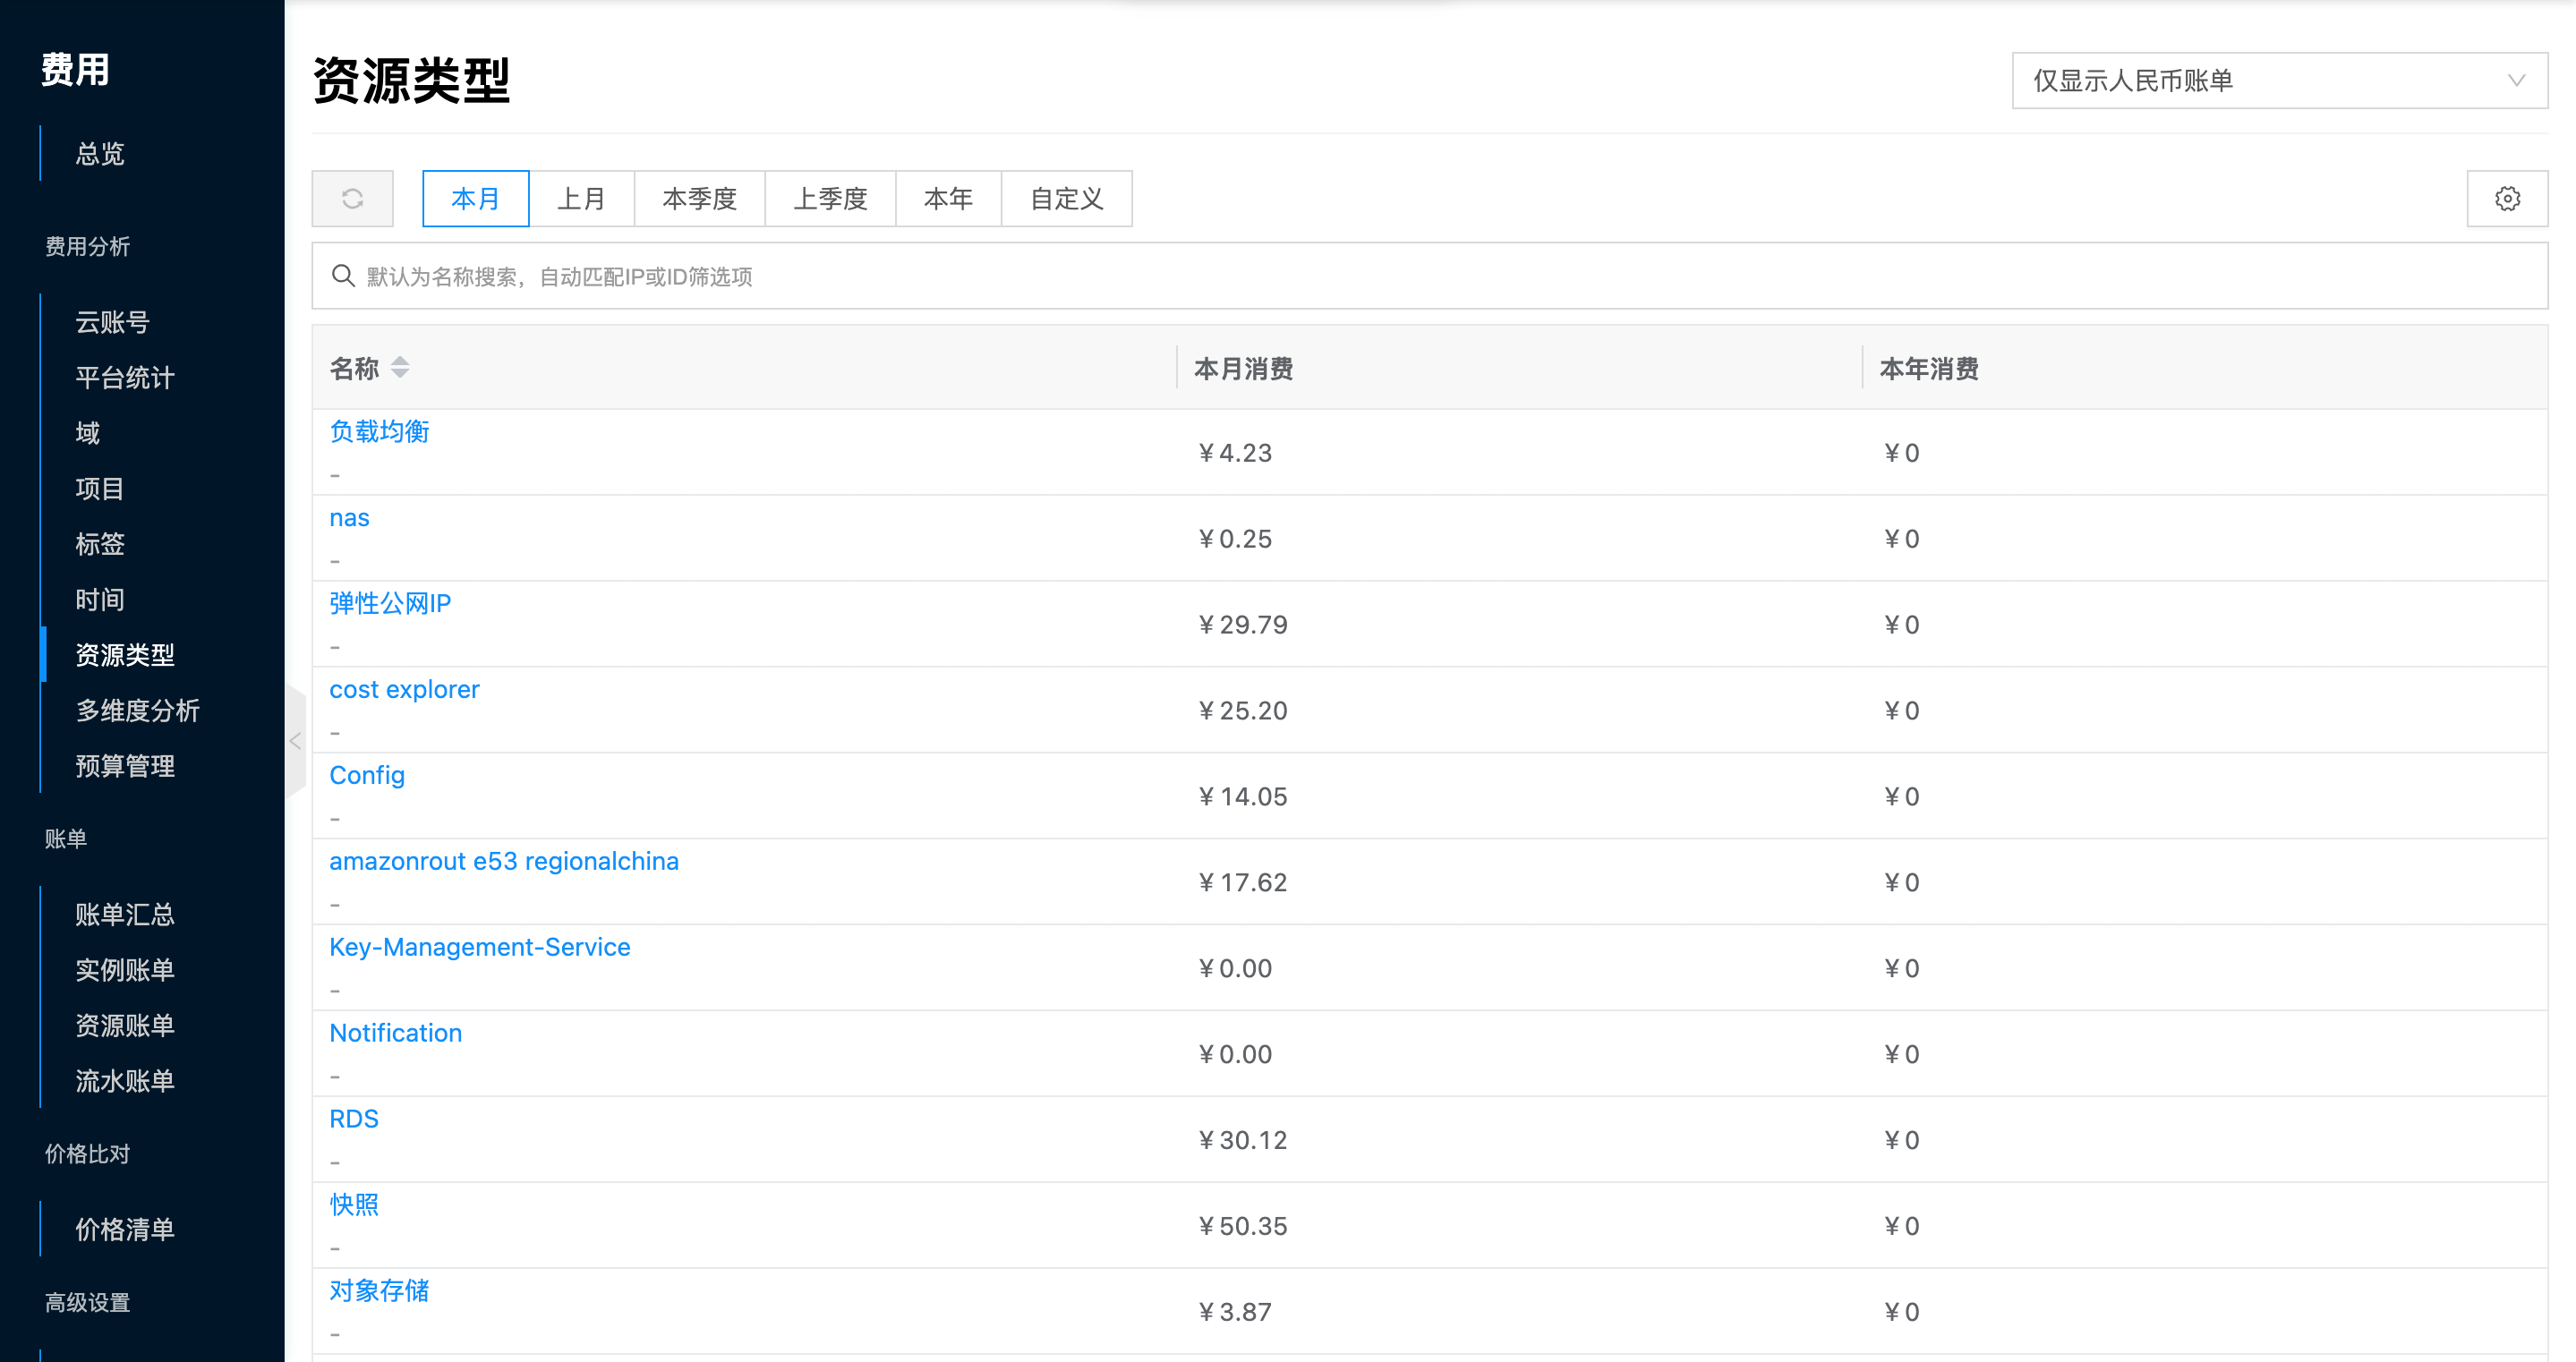 费用
总览
费用分析
云账号
平台统计
域
项目
标签
时间
资源类型
多维度分析
预算管理
账单
账单汇总
实例账单
资源账单
流水账单
价格比对
价格清单
高级设置
资源类型
仅显示人民币账单
本月 上月 本季度 上季度 本年 自定义
默认为名称搜索，自动匹配IP或ID筛选项
名称 本月消费 本年消费
负载均衡
-
¥ 4.23 ¥ 0
nas
-
¥ 0.25 ¥ 0
弹性公网IP
-
¥ 29.79 ¥ 0
cost explorer
-
¥ 25.20 ¥ 0
Config
-
¥ 14.05 ¥ 0
amazonrout e53 regionalchina
-
¥ 17.62 ¥ 0
Key-Management-Service
-
¥ 0.00 ¥ 0
Notification
-
¥ 0.00 ¥ 0
RDS
-
¥ 30.12 ¥ 0
快照
-
¥ 50.35 ¥ 0
对象存储
-
¥ 3.87 ¥ 0